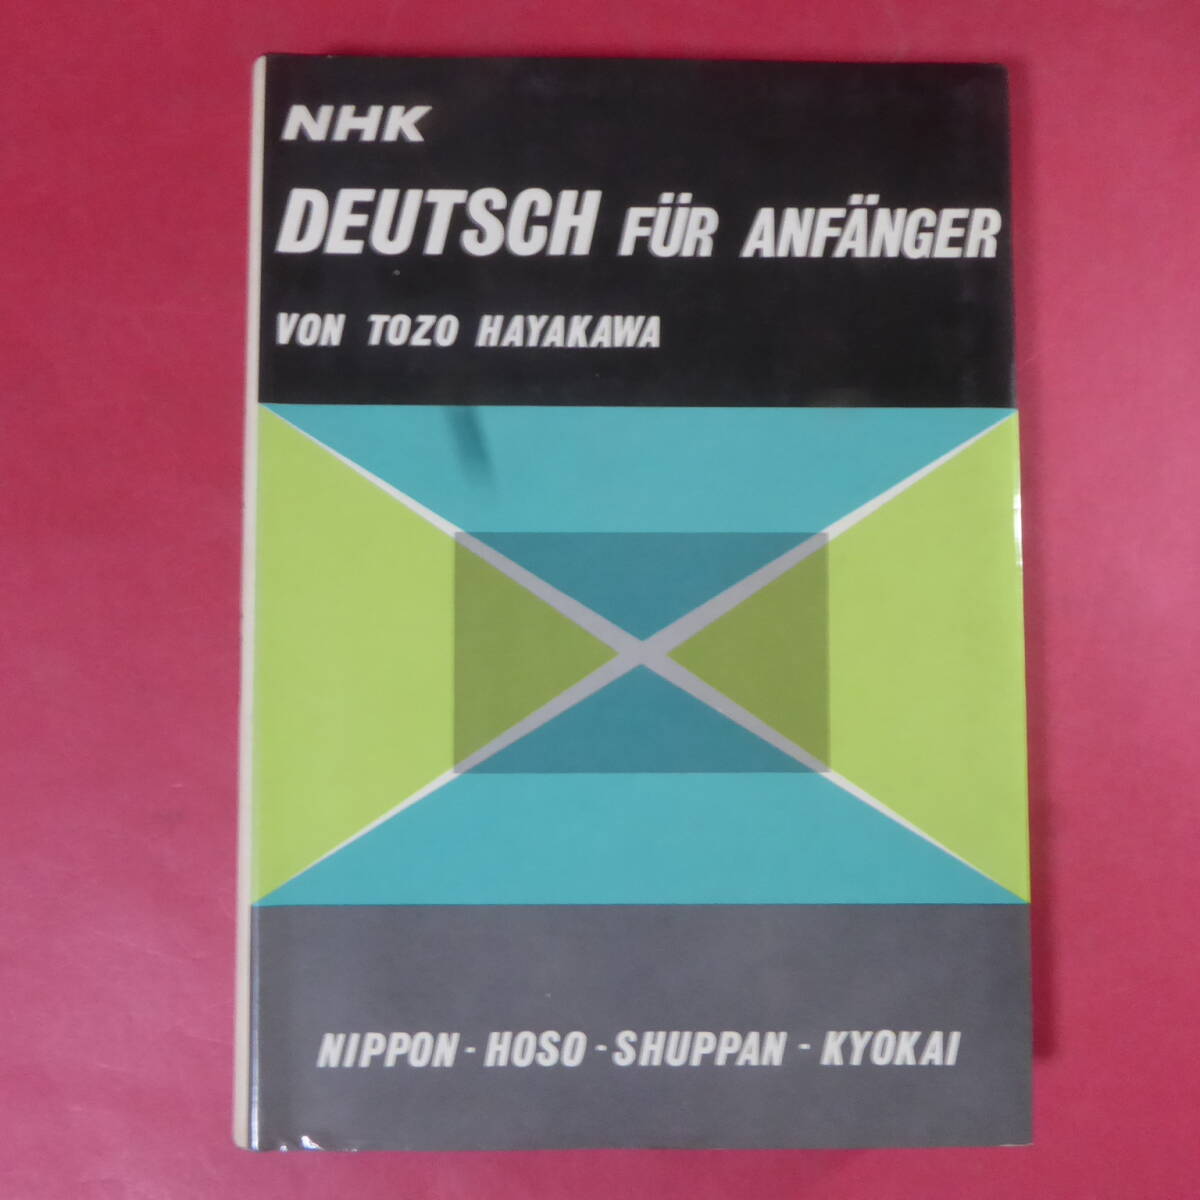 NHK
DEUTSCH FÜR ANFÄNGER
VON TOZO HAYAKAWA
NIPPON-HOSO-SHUPPAN-KYOKAI